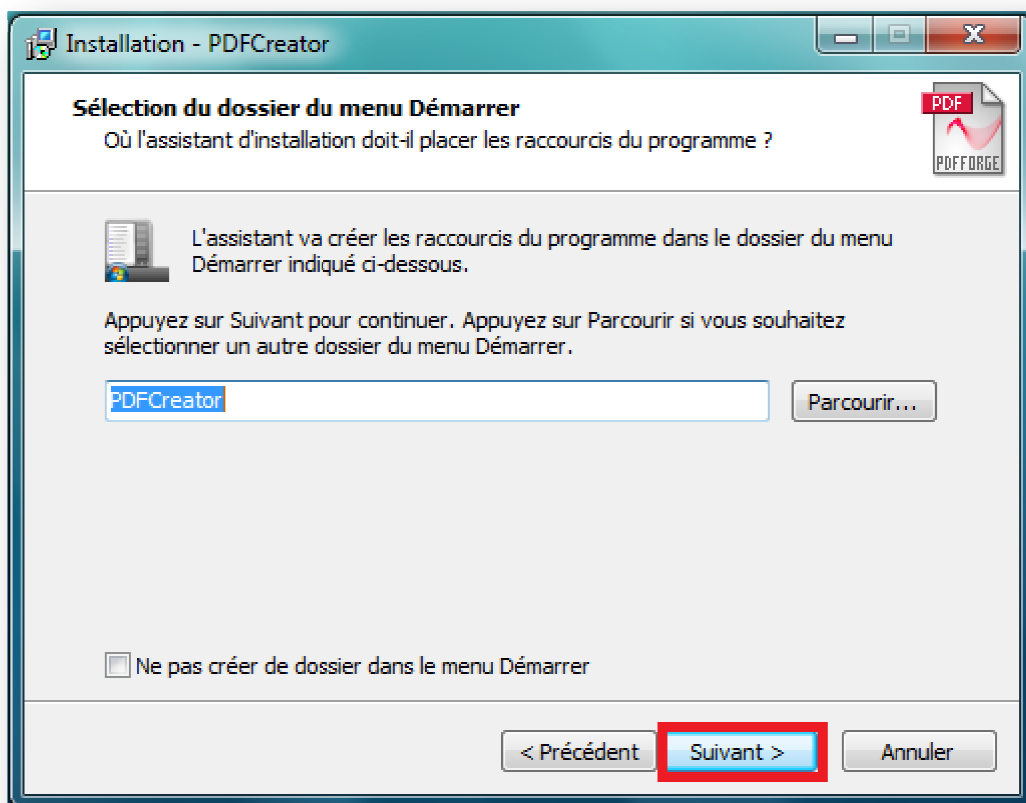 Installation - PDFCreator
Sélection du dossier du menu Démarrer
Où l'assistant d'installation doit-il placer les raccourcis du programme ?
PDF
PDFFORGE
L'assistant va créer les raccourcis du programme dans le dossier du menu
Démarrer indiqué ci-dessous.
Appuyez sur Suivant pour continuer. Appuyez sur Parcourir si vous souhaitez
sélectionner un autre dossier du menu Démarrer.
PDFCreator
Parcourir...
Ne pas créer de dossier dans le menu Démarrer
< Précédent
Suivant >
Annuler